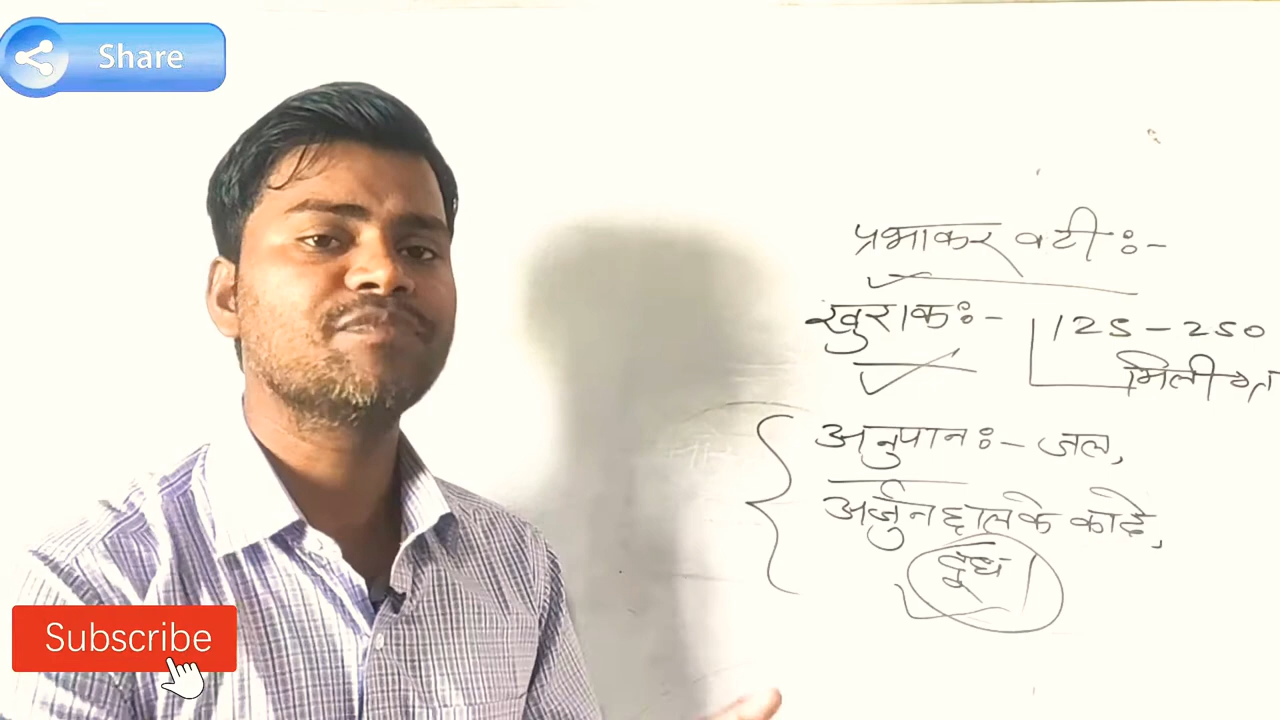 Share
प्रभाकर वटी :-
खुराक :- 125 - 250
मिली
अनुपान :- जल,
अर्जुन छाल के काढ़े,
दूध।
Subscribe